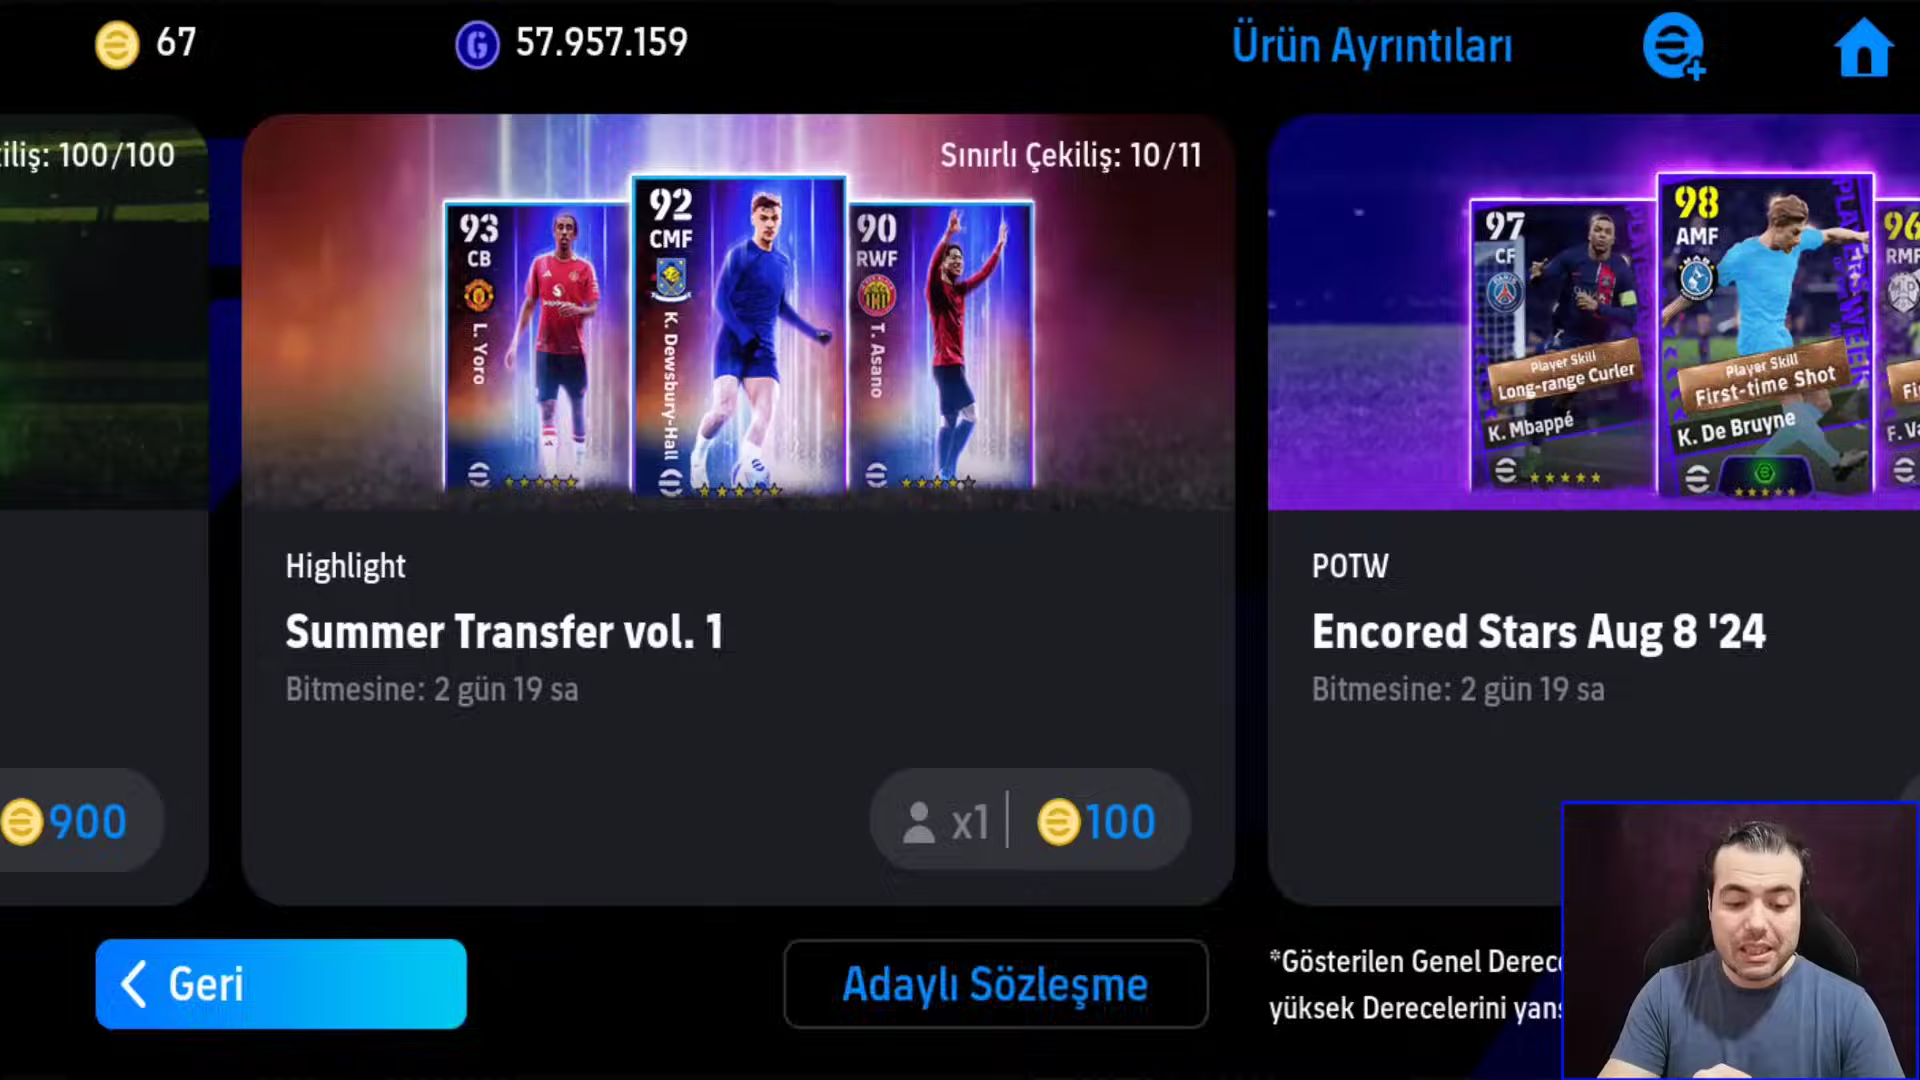 67
57.957.159
Ürün Ayrıntıları
iliş: 100/100
900
Sınırlı Çekiliş: 10/11
93
CB
L. Yoro
92
CMF
K. Dewsbury-Hall
90
RWF
T. Asano
Highlight
Summer Transfer vol. 1
Bitmesine: 2 gün 19 sa
x1
100
97
CF
Player Skill
Long-range Curler
K. Mbappé
98
AMF
Player Skill
First-time Shot
K. De Bruyne
96
RMF
Fi
F. Va
POTW
Encored Stars Aug 8 '24
Bitmesine: 2 gün 19 sa
Geri
Adaylı Sözleşme
*Gösterilen Genel Derec
yüksek Derecelerini yans